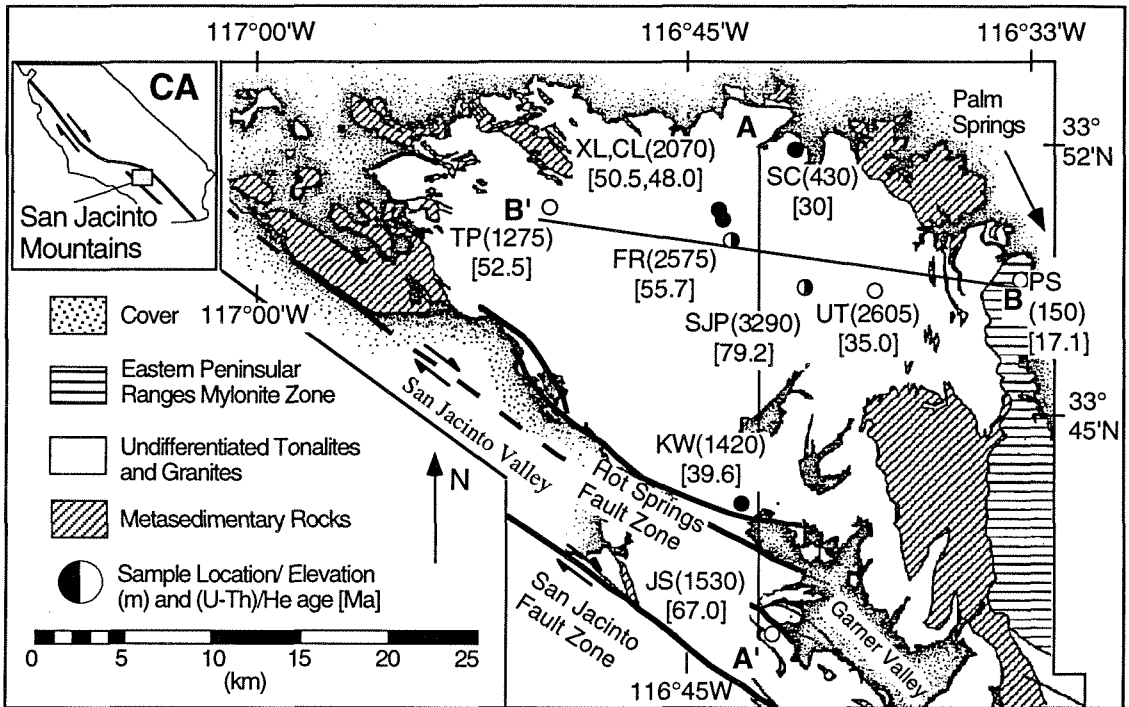 117°00'W
116°45'W
116°33'W
CA
San Jacinto
Mountains
Palm
Springs
33°
52'N
A
XL,CL(2070)
[50.5,48.0]
SC(430)
[30]
B'
TP(1275)
[52.5]
FR(2575)
[55.7]
SJP(3290)
[79.2]
UT(2605)
[35.0]
B
PS
(150)
[17.1]
33°
45'N
117°00'W
Cover
Eastern Peninsular
Ranges Mylonite Zone
Undifferentiated Tonalites
and Granites
Metasedimentary Rocks
Sample Location/ Elevation
(m) and (U-Th)/He age [Ma]
N
San Jacinto Valley
Hot Springs
Fault Zone
KW(1420)
[39.6]
JS(1530)
[67.0]
San Jacinto
Fault Zone
Garner Valley
A'
116°45'W
0 5 10 15 20 25
(km)